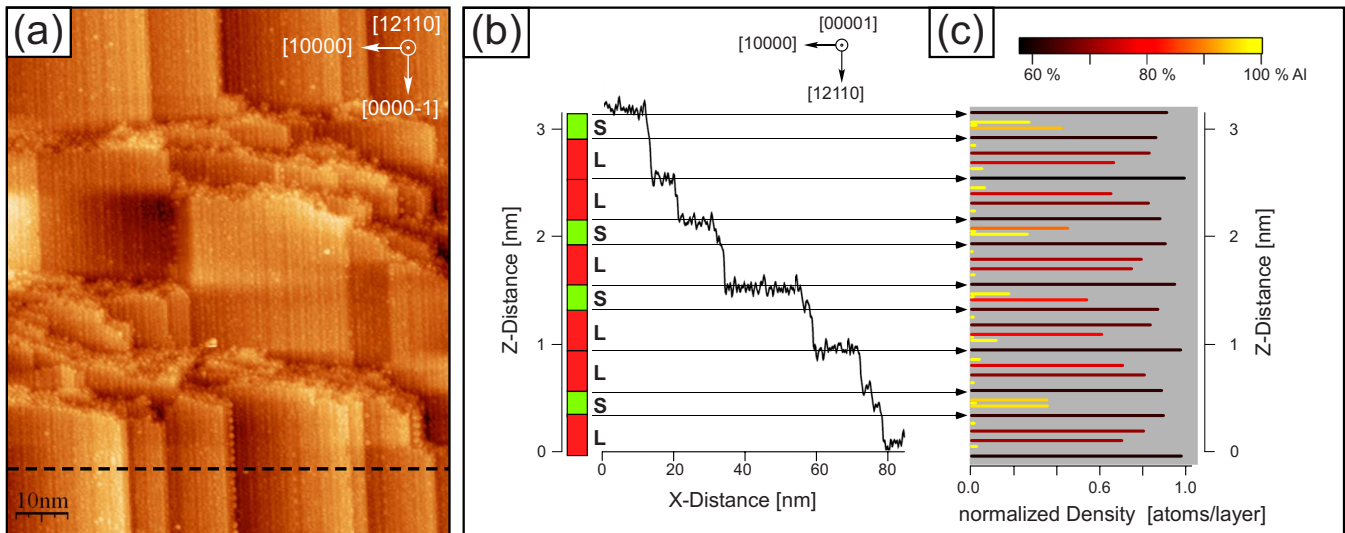 (a)
[12110]
[10000]
[0000-1]
10nm
(b)
[00001]
[10000]
[12110]
Z-Distance [nm]
3
2
1
0
S
L
L
S
L
S
L
L
S
L
0
20
40
60
80
X-Distance [nm]
(c)
60 %
80 %
100 % Al
3
2
1
0
Z-Distance [nm]
0.0
0.6
1.0
normalized Density [atoms/layer]